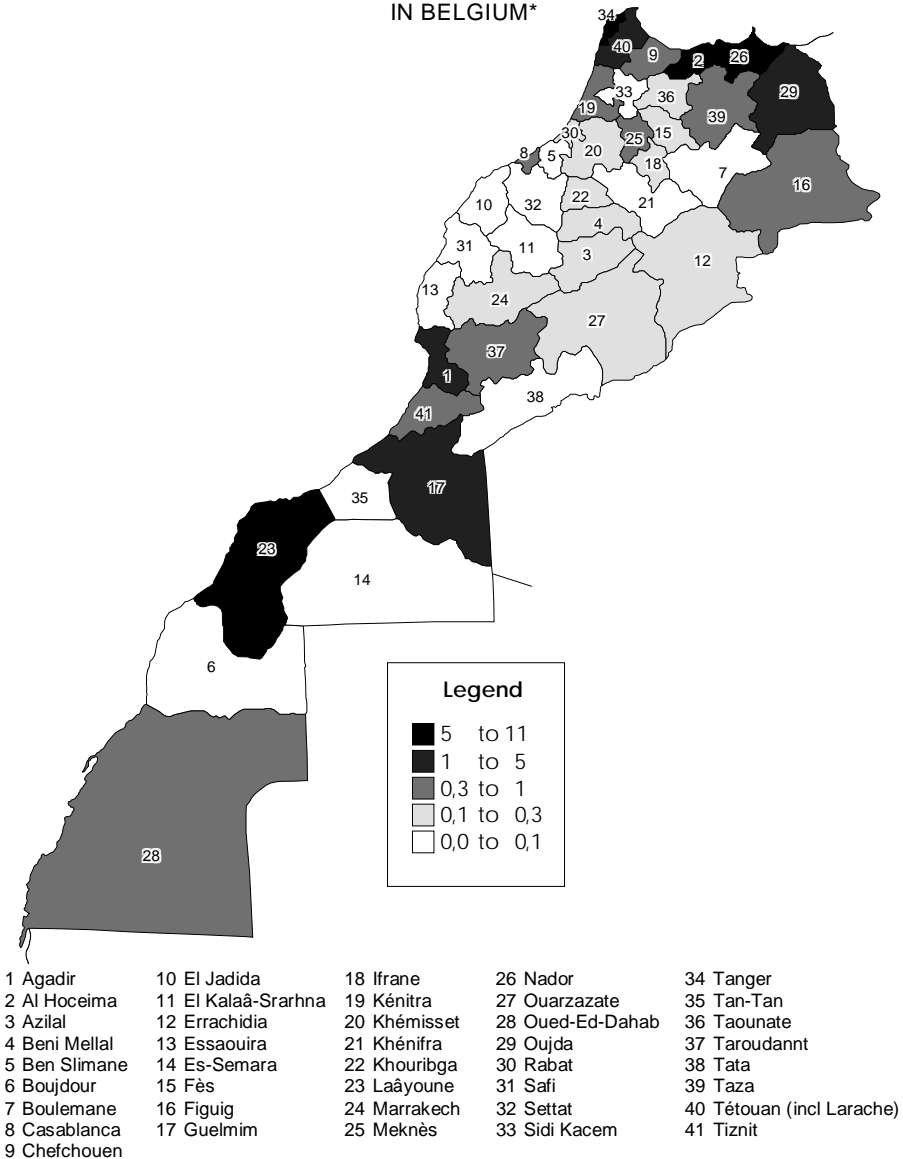 IN BELGIUM*
34
40
9
2
26
33
36
29
19
39
30
25
15
8
5
20
18
7
16
10
32
22
21
4
31
11
3
12
13
24
27
37
1
38
41
17
35
23
14
6
28
Legend
5 to 11
1 to 5
0,3 to 1
0,1 to 0,3
0,0 to 0,1
1 Agadir
2 Al Hoceima
3 Azilal
4 Beni Mellal
5 Ben Slimane
6 Boujdour
7 Boulemane
8 Casablanca
9 Chefchouen
10 El Jadida
11 El Kalaâ-Srarhna
12 Errachidia
13 Essaouira
14 Es-Semara
15 Fès
16 Figuig
17 Guelmim
18 Ifrane
19 Kénitra
20 Khémisset
21 Khénifra
22 Khouribga
23 Laâyoune
24 Marrakech
25 Meknès
26 Nador
27 Ouarzazate
28 Oued-Ed-Dahab
29 Oujda
30 Rabat
31 Safi
32 Settat
33 Sidi Kacem
34 Tanger
35 Tan-Tan
36 Taounate
37 Taroudannt
38 Tata
39 Taza
40 Tétouan (incl Larache)
41 Tiznit